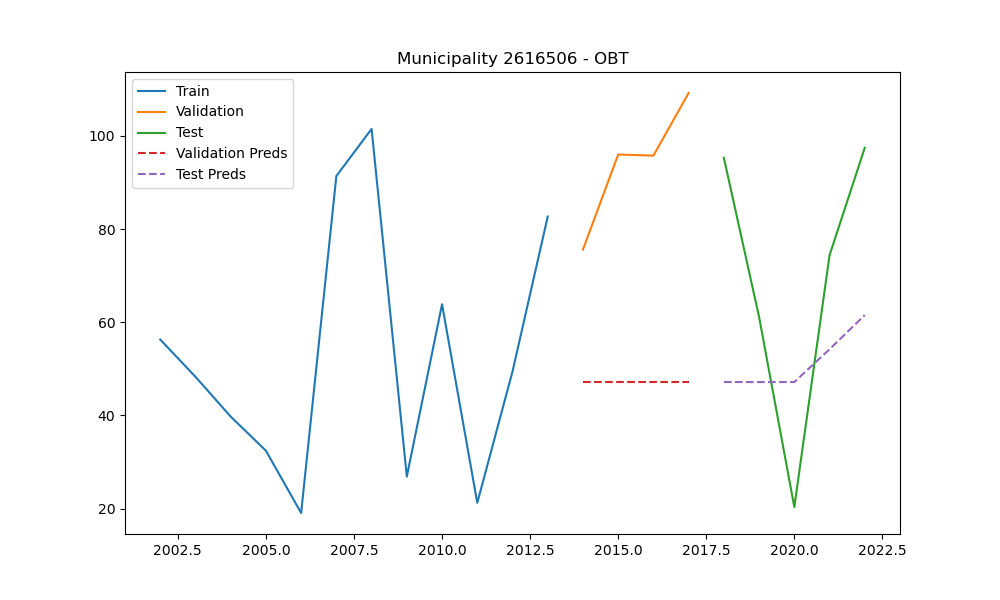 Municipality 2616506 - OBT
Train
Validation
Test
Validation Preds
Test Preds
100
80
60
40
20
2002.5 2005.0 2007.5 2010.0 2012.5 2015.0 2017.5 2020.0 2022.5